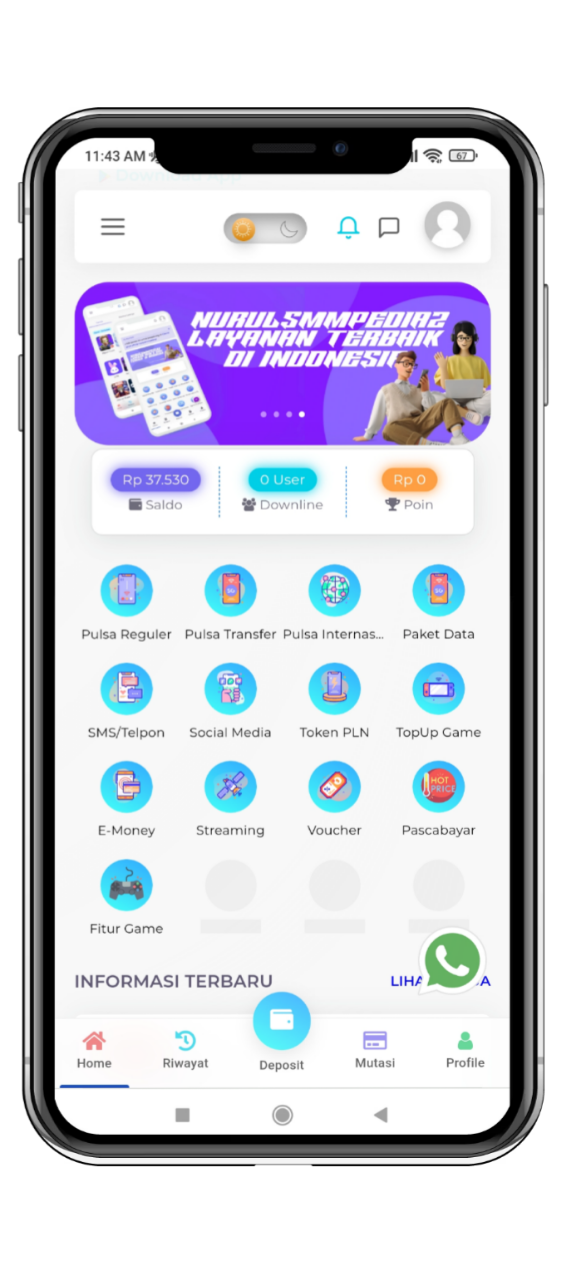 11:43 AM
67
NURULSMMPEDIA2
LAYANAN TERBAIK
DI INDONESIA
Rp 37.530
0 User
Rp 0
Saldo
Downline
Poin
Pulsa Reguler
Pulsa Transfer
Pulsa Internas...
Paket Data
SMS/Telpon
Social Media
Token PLN
TopUp Game
HOT
PRICE
E-Money
Streaming
Voucher
Pascabayar
Fitur Game
INFORMASI TERBARU
Home
Riwayat
Deposit
Mutasi
Profile